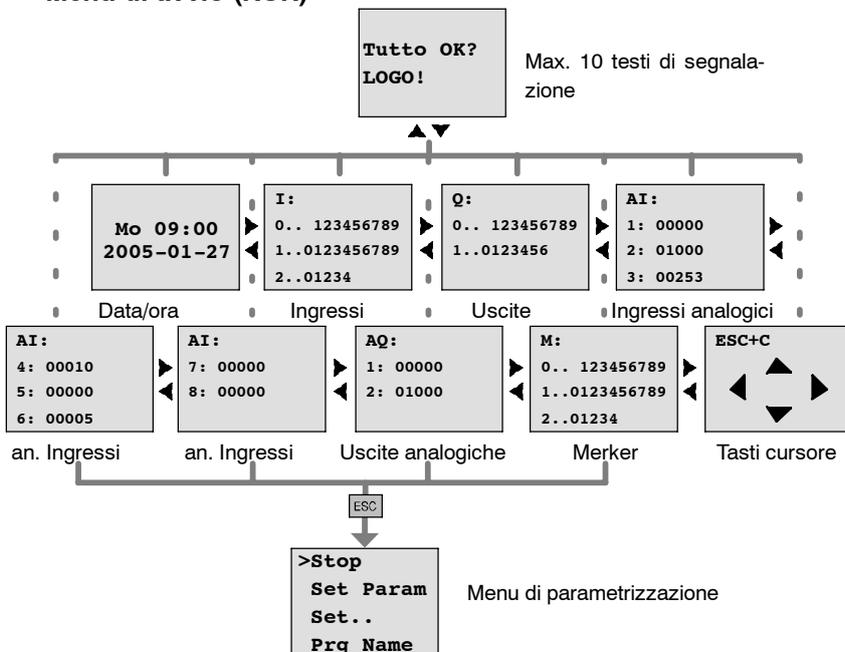 Tutto OK?
LOGO!
Max. 10 testi di segnala-
zione
Mo 09:00
2005-01-27
Data/ora
I:
0.. 123456789
1..0123456789
2..01234
Ingressi
Q:
0.. 123456789
1..0123456
Uscite
AI:
1: 00000
2: 01000
3: 00253
Ingressi analogici
AI:
4: 00010
5: 00000
6: 00005
an. Ingressi
AI:
7: 00000
8: 00000
an. Ingressi
AQ:
1: 00000
2: 01000
Uscite analogiche
M:
0.. 123456789
1..0123456789
2..01234
Merker
ESC+C
Tasti cursore
ESC
>Stop
Set Param
Set..
Prg Name
Menu di parametrizzazione